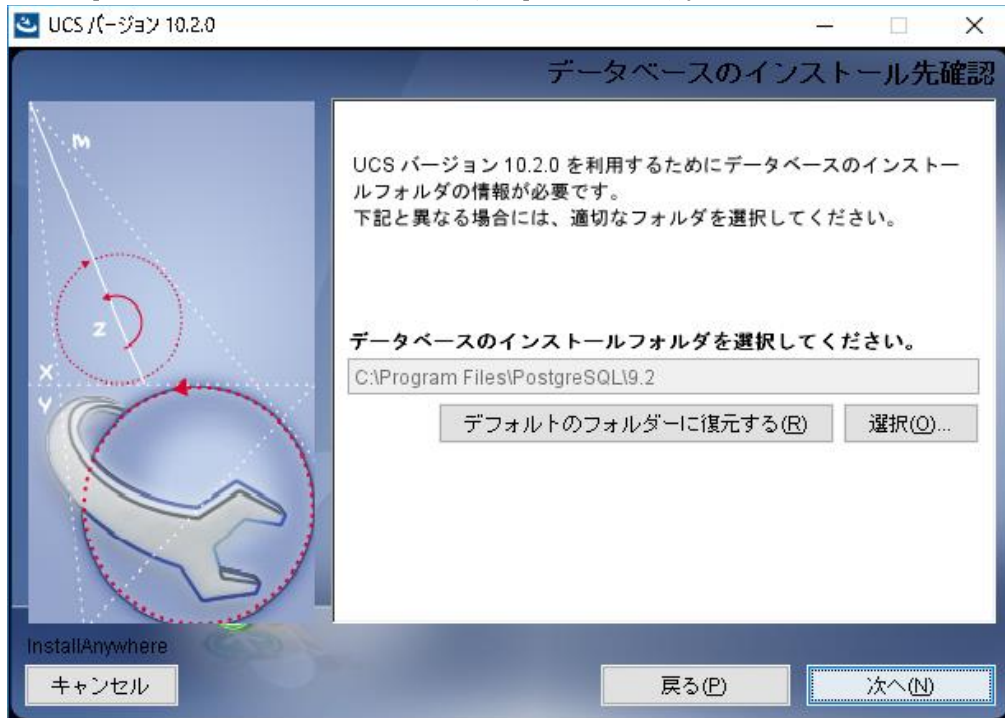 UCS バージョン 10.2.0
データベースのインストール先確認
UCS バージョン 10.2.0 を利用するためにデータベースのインストー
ルフォルダの情報が必要です。
下記と異なる場合には、適切なフォルダを選択してください。
データベースのインストールフォルダを選択してください。
C:\Program Files\PostgreSQL\9.2
デフォルトのフォルダーに復元する(R)
選択(O)...
M
Z
X
Y
InstallAnywhere
キャンセル
戻る(P)
次へ(N)